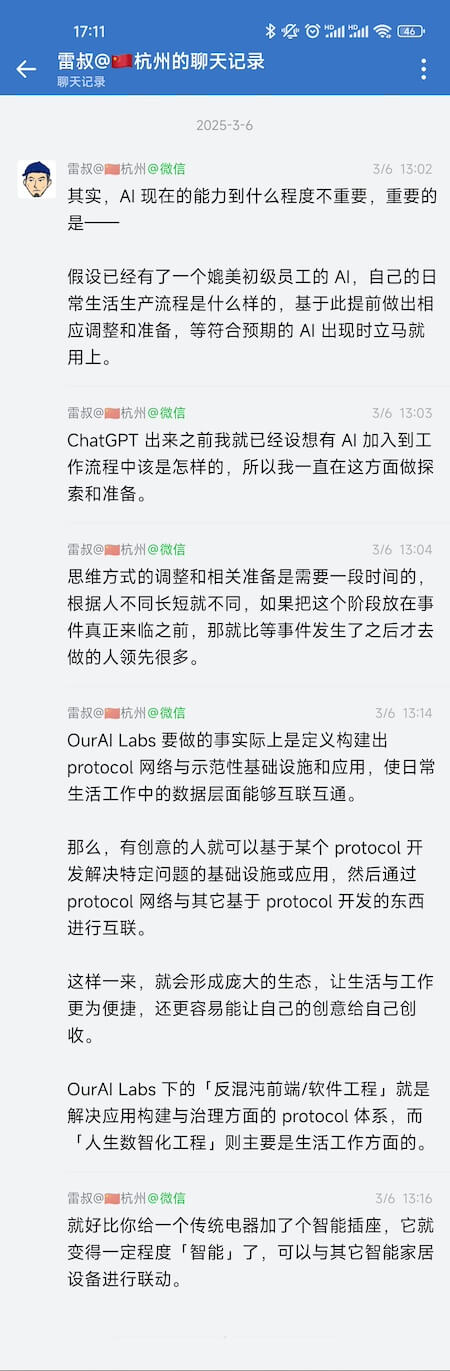 17:11
HD HD 46
雷叔@🇨🇳杭州的聊天记录
聊天记录
2025-3-6
雷叔@🇨🇳杭州@微信 3/6 13:02
其实，AI 现在的能力到什么程度不重要，重要的
是——
假设已经有了一个媲美初级员工的 AI，自己的日
常生活生产流程是什么样的，基于此提前做出相
应调整和准备，等符合预期的 AI 出现时立马就
用上。
雷叔@🇨🇳杭州@微信 3/6 13:03
ChatGPT 出来之前我就已经设想有 AI 加入到工
作流程中该是怎样的，所以我一直在这方面做探
索和准备。
雷叔@🇨🇳杭州@微信 3/6 13:04
思维方式的调整和相关准备是需要一段时间的，
根据人不同长短就不同，如果把这个阶段放在事
件真正来临之前，那就比等事件发生了之后才去
做的人领先很多。
雷叔@🇨🇳杭州@微信 3/6 13:14
OurAI Labs 要做的事实际上是定义构建出
protocol 网络与示范性基础设施和应用，使日常
生活工作中的数据层面能够互联互通。
那么，有创意的人就可以基于某个 protocol 开
发解决特定问题的基础设施或应用，然后通过
protocol 网络与其它基于 protocol 开发的东西
进行互联。
这样一来，就会形成庞大的生态，让生活与工作
更为便捷，还更容易能让自己的创意给自己创
收。
OurAI Labs 下的「反混沌前端/软件工程」就是
解决应用构建与治理方面的 protocol 体系，而
「人生数智化工程」则主要是生活工作方面的。
雷叔@🇨🇳杭州@微信 3/6 13:16
就好比你给一个传统电器加了个智能插座，它就
变得一定程度「智能」了，可以与其它智能家居
设备进行联动。